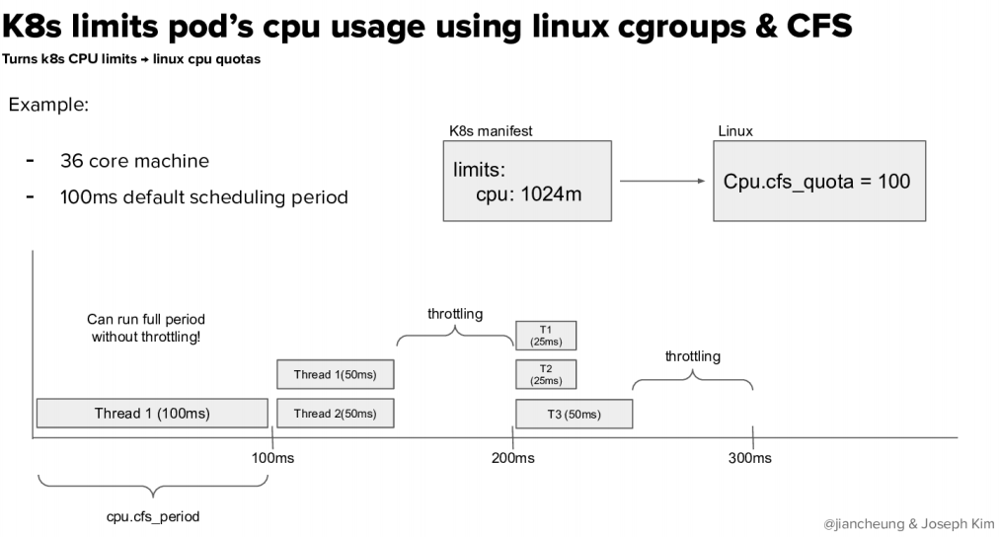 K8s limits pod’s cpu usage using linux cgroups & CFS
Turns k8s CPU limits → linux cpu quotas
Example:
- 36 core machine
- 100ms default scheduling period
K8s manifest
limits:
cpu: 1024m
Linux
Cpu.cfs_quota = 100
Can run full period
without throttling!
throttling
T1
(25ms)
T2
(25ms)
throttling
Thread 1(50ms)
Thread 1 (100ms)
Thread 2(50ms)
T3 (50ms)
100ms
200ms
300ms
cpu.cfs_period
@jiancheung & Joseph Kim